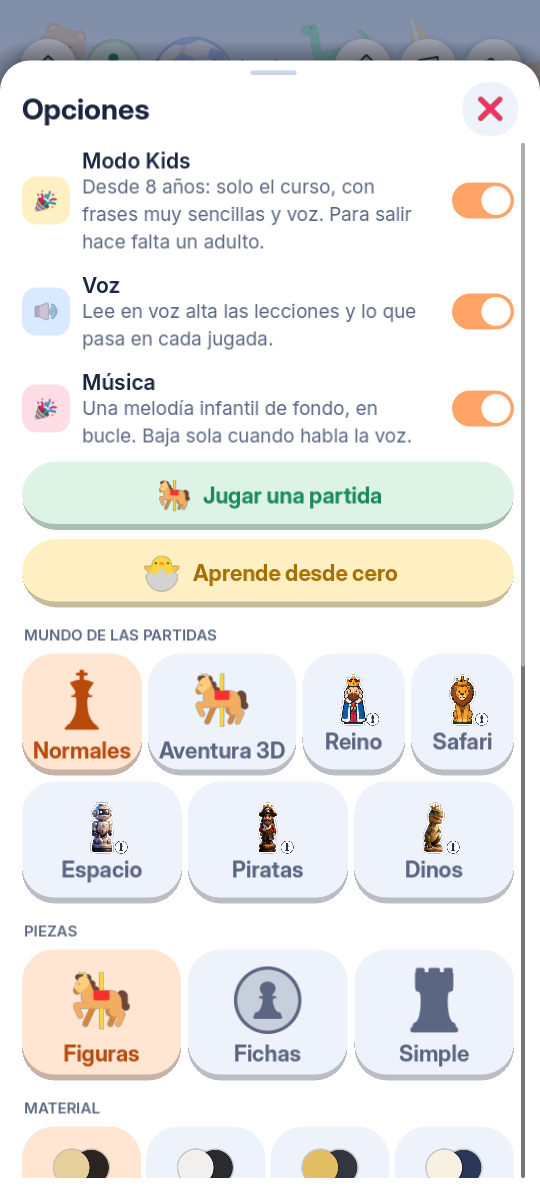 Opciones
Modo Kids
Desde 8 años: solo el curso, con
frases muy sencillas y voz. Para salir
hace falta un adulto.
Voz
Lee en voz alta las lecciones y lo que
pasa en cada jugada.
Música
Una melodía infantil de fondo, en
bucle. Baja sola cuando habla la voz.
Jugar una partida
Aprende desde cero
MUNDO DE LAS PARTIDAS
Normales
Aventura 3D
Reino
Safari
Espacio
Piratas
Dinos
PIEZAS
Figuras
Fichas
Simple
MATERIAL